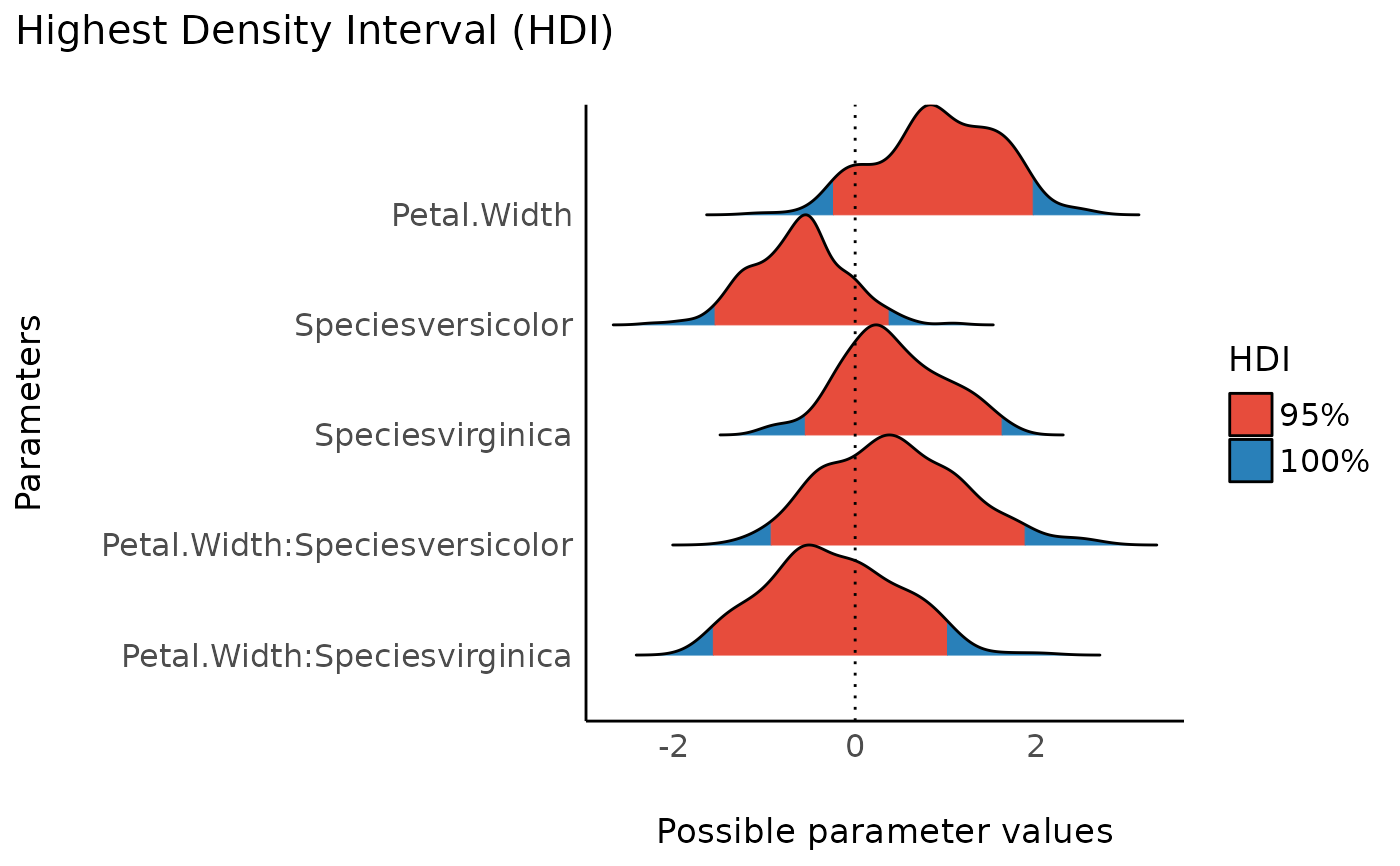 Highest Density Interval (HDI)
Parameters
Petal.Width
Speciesversicolor
Speciesvirginica
Petal.Width:Speciesversicolor
Petal.Width:Speciesvirginica
-2
0
2
Possible parameter values
HDI
95%
100%